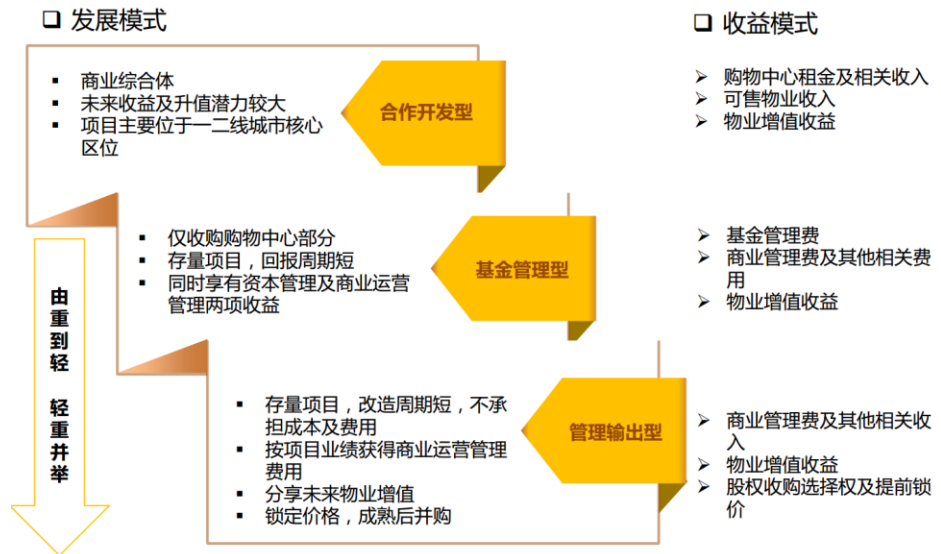 发展模式
商业综合体
未来收益及升值潜力较大
项目主要位于一二线城市核心
区位
合作开发型
收益模式
购物中心租金及相关收入
可售物业收入
物业增值收益
仅收购购物中心部分
存量项目，回报周期短
同时享有资本管理及商业运营
管理两项收益
基金管理型
基金管理费
商业管理费及其他相关费
用
物业增值收益
由重到轻 轻重并举
存量项目，改造周期短，不承
担成本及费用
按项目业绩获得商业运营管理
费用
分享未来物业增值
锁定价格，成熟后并购
管理输出型
商业管理费及其他相关收
入
物业增值收益
股权收购选择权及提前锁
价